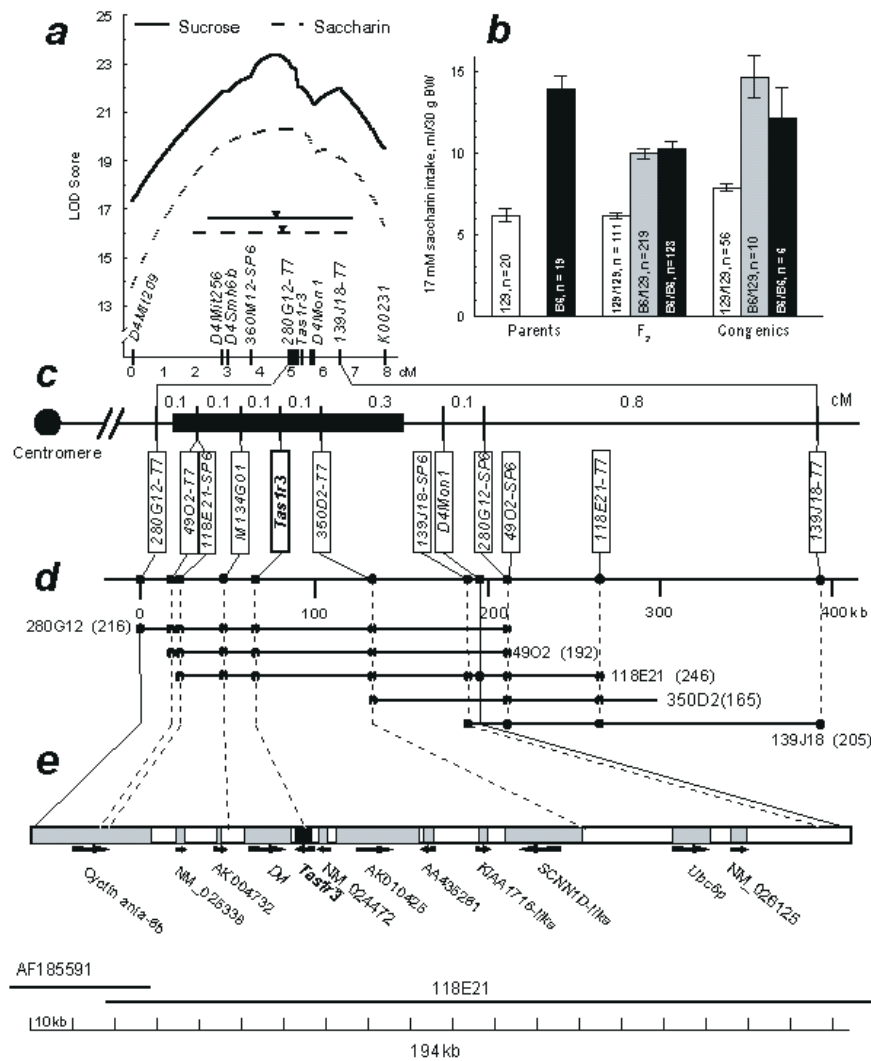 a
Sucrose
Saccharin
LOD Score
25
23
21
19
17
16
13
D4Mit209
D4Mit256
D4Smh6b
360M12-SP6
280G12-T7
Tas1r3
D4Mon1
139J18-T7
K00231
0 1 2 3 4 5 6 7 8 cM
b
17 mM saccharin intake, ml/30 g BW
15
10
5
0
129, n = 20
B6, n = 19
129/129, n = 111
B6/129, n = 219
B6/B6, n = 123
129/129, n = 56
B6/129, n = 10
B6/B6, n = 6
Parents
F2
Congenics
c
0.1 0.1 0.1 0.1 0.3 0.1 0.8 cM
Centromere
280G12-T7
49O2-T7
118E21-SP6
M134G01
Tas1r3
350D2-T7
139J18-SP6
D4Mon1
280G12-SP6
49O2-SP6
118E21-T7
139J18-T7
d
0 100 200 300 400 kb
280G12 (216)
49O2 (192)
118E21 (246)
350D2(165)
139J18 (205)
e
Cyclin ania-6b
NM_025338
AK004732
D4
Tas1r3
NM_024472
AK010425
AA435261
KIAA1716-like
SCNN1D-like
Ubc6p
NM_026125
AF185591
118E21
10kb
194kb